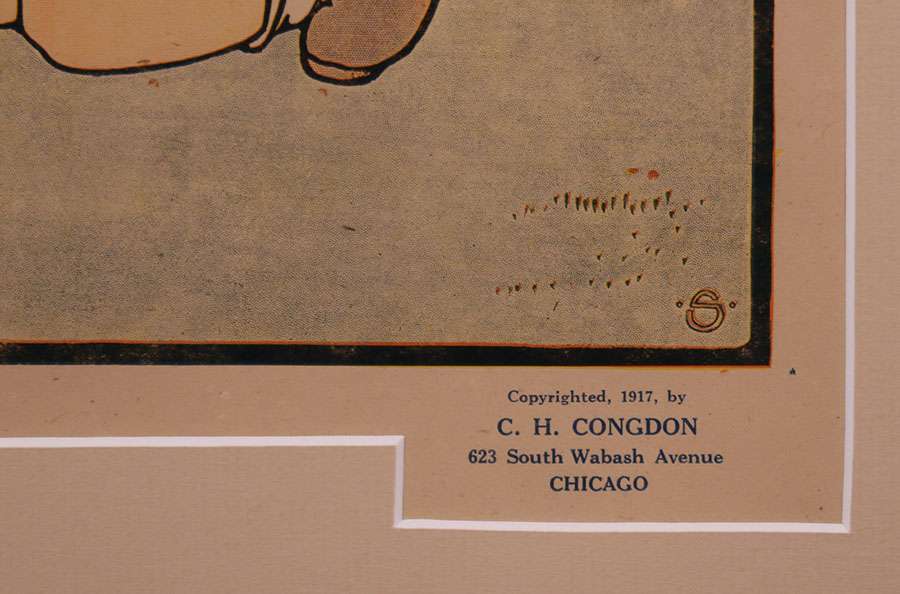 Copyrighted, 1917, by
C. H. CONGDON
623 South Wabash Avenue
CHICAGO